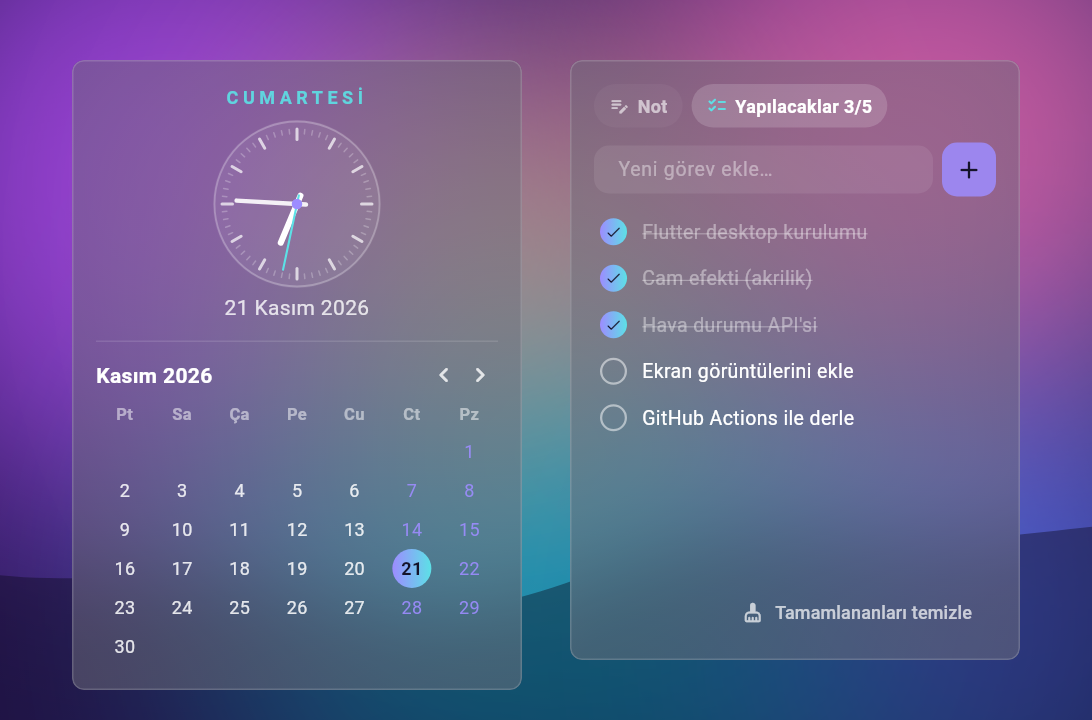 CUMARTESİ
21 Kasım 2026
Kasım 2026
Pt Sa Ça Pe Cu Ct Pz
1
2 3 4 5 6 7 8
9 10 11 12 13 14 15
16 17 18 19 20 21 22
23 24 25 26 27 28 29
30
Not Yapılacaklar 3/5
Yeni görev ekle…
Flutter desktop kurulumu
Cam efekti (akrilik)
Hava durumu API'si
Ekran görüntülerini ekle
GitHub Actions ile derle
Tamamlananları temizle